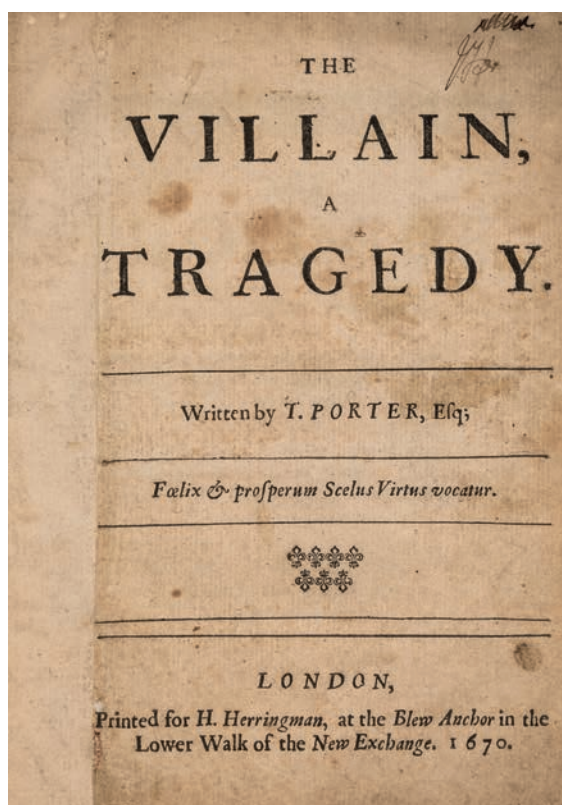 THE
VILLAIN,
A
TRAGEDY.
Written by T. PORTER, Eſq;
Fœlix & proſperum Scelus Virtus vocatur.
LONDON,
Printed for H. Herringman, at the Blew Anchor in the
Lower Walk of the New Exchange. 1670.